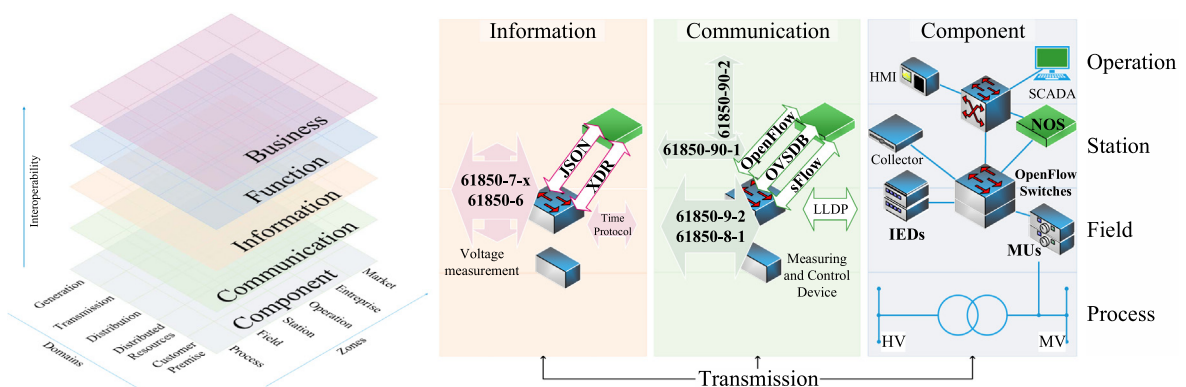 Interoperability
Business
Function
Information
Communication
Component
Generation
Transmission
Distribution
Distributed
Resources
Customer
Premise
Domains
Process
Field
Station
Operation
Entreprise
Market
Zones
Information
JSON
XDR
61850-7-x
61850-6
Time
Protocol
Voltage
measurement
Communication
61850-90-2
61850-90-1
OpenFlow
OVSDB
sFlow
61850-9-2
61850-8-1
LLDP
Measuring
and Control
Device
Component
HMI
SCADA
NOS
Collector
OpenFlow
Switches
IEDs
MUs
HV
MV
Operation
Station
Field
Process
Transmission